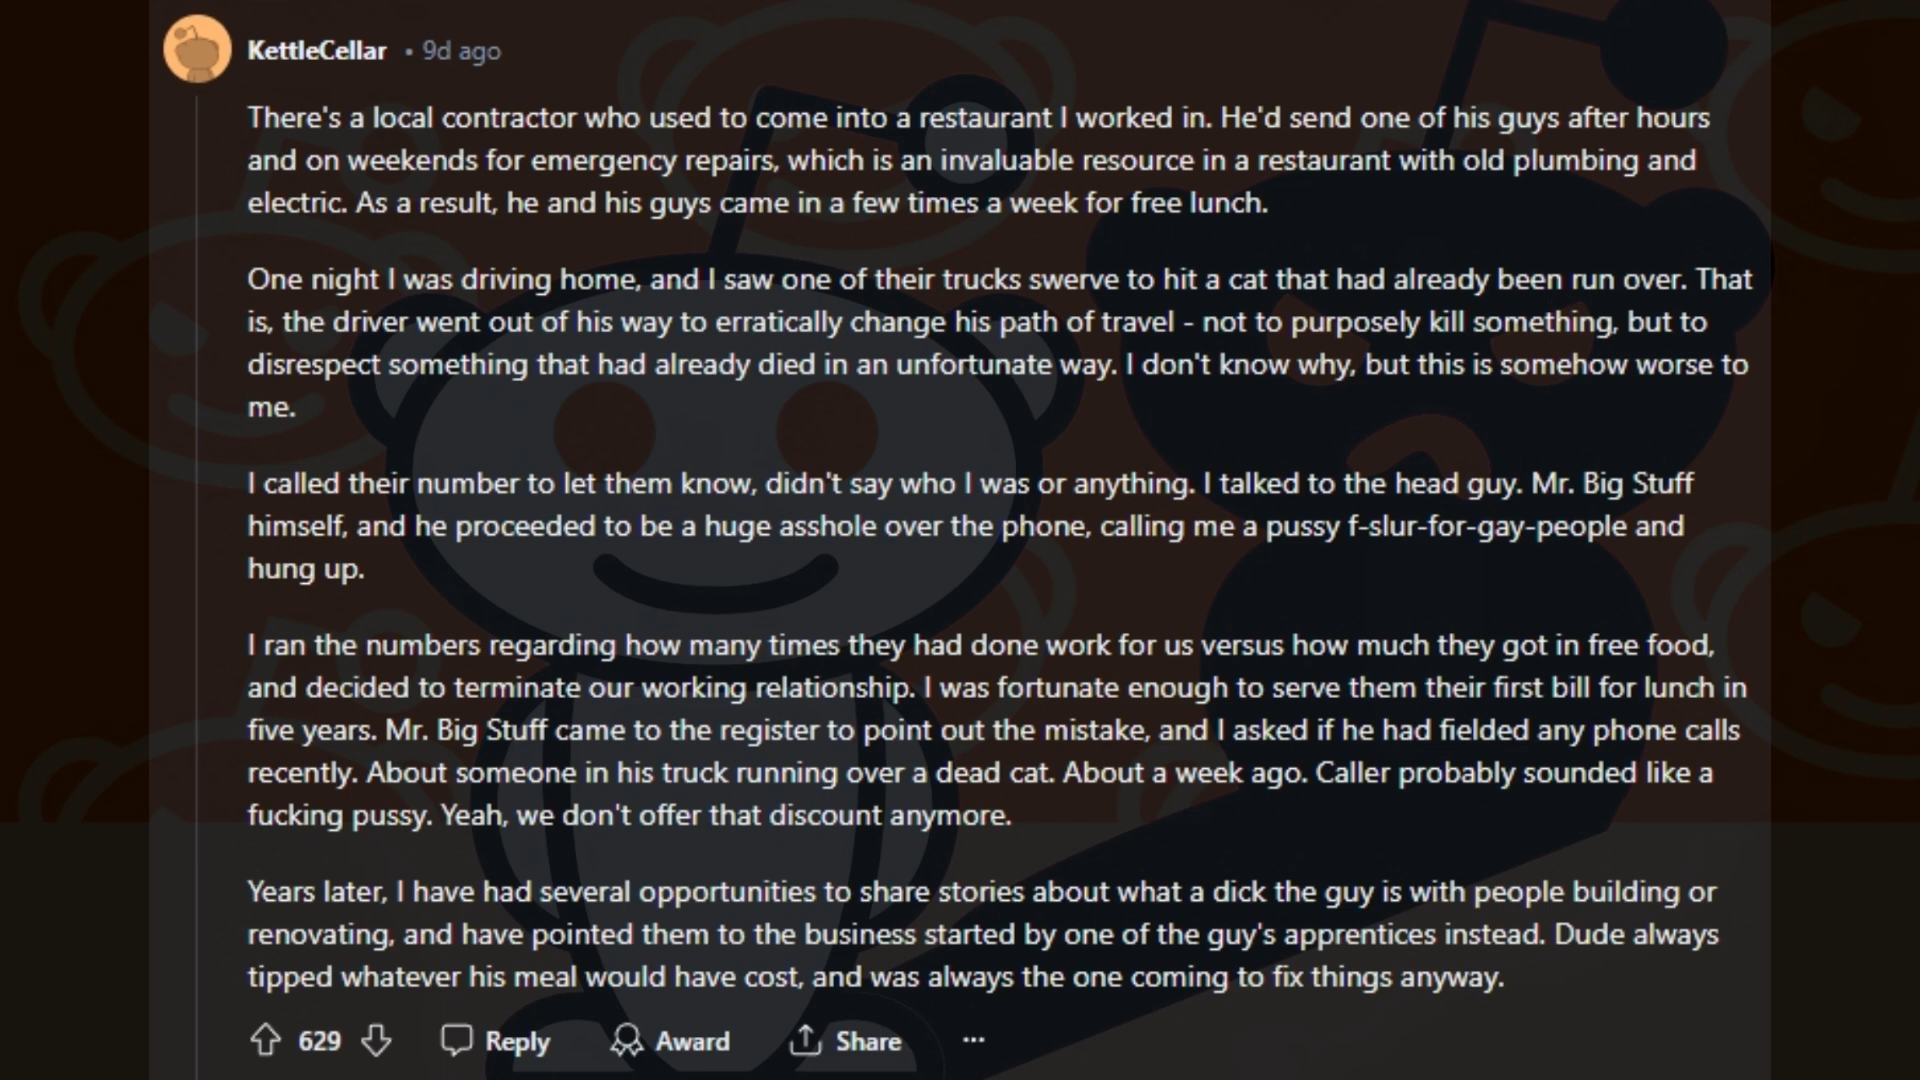 KettleCellar • 9d ago
There's a local contractor who used to come into a restaurant I worked in. He'd send one of his guys after hours
and on weekends for emergency repairs, which is an invaluable resource in a restaurant with old plumbing and
electric. As a result, he and his guys came in a few times a week for free lunch.
One night I was driving home, and I saw one of their trucks swerve to hit a cat that had already been run over. That
is, the driver went out of his way to erratically change his path of travel - not to purposely kill something, but to
disrespect something that had already died in an unfortunate way. I don't know why, but this is somehow worse to
me.
I called their number to let them know, didn't say who I was or anything. I talked to the head guy. Mr. Big Stuff
himself, and he proceeded to be a huge asshole over the phone, calling me a pussy f-slur-for-gay-people and
hung up.
I ran the numbers regarding how many times they had done work for us versus how much they got in free food,
and decided to terminate our working relationship. I was fortunate enough to serve them their first bill for lunch in
five years. Mr. Big Stuff came to the register to point out the mistake, and I asked if he had fielded any phone calls
recently. About someone in his truck running over a dead cat. About a week ago. Caller probably sounded like a
fucking pussy. Yeah, we don't offer that discount anymore.
Years later, I have had several opportunities to share stories about what a dick the guy is with people building or
renovating, and have pointed them to the business started by one of the guy's apprentices instead. Dude always
tipped whatever his meal would have cost, and was always the one coming to fix things anyway.
629 Reply Award Share ...